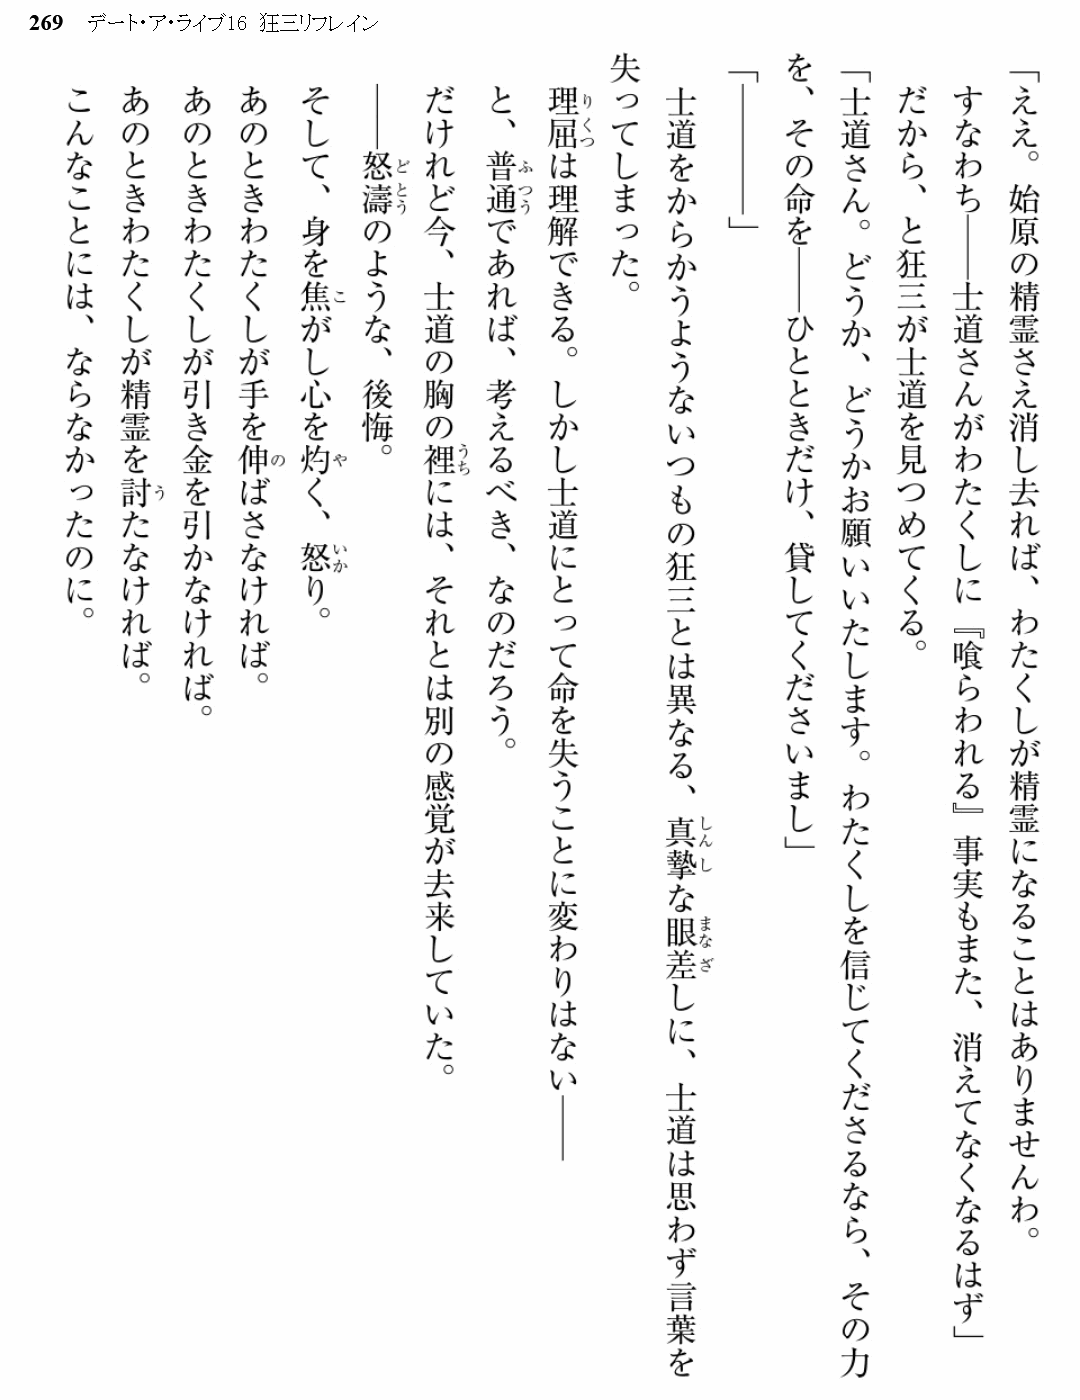 269 デート・ア・ライブ16 狂三リフレイン
「ええ。始原の精霊さえ消し去れば、わたくしが精霊になることはありませんわ。
すなわち――士道さんがわたくしに『喰らわれる』事実もまた、消えてなくなるはず」
だから、と狂三が士道を見つめてくる。
「士道さん。どうか、どうかお願いいたします。わたくしを信じてくださるなら、その力
を、その命を――ひとときだけ、貸してくださいまし」
「――――」
士道をからかうようないつもの狂三とは異なる、真摯な眼差しに、士道は思わず言葉を
失ってしまった。
理屈は理解できる。しかし士道にとって命を失うことに変わりはない――
と、普通であれば、考えるべき、なのだろう。
だけれど今、士道の胸の裡には、それとは別の感覚が去来していた。
――怒濤のような、後悔。
そして、身を焦がし心を灼く、怒り。
あのときわたくしが手を伸ばさなければ。
あのときわたくしが引き金を引かなければ。
あのときわたくしが精霊を討たなければ。
こんなことには、ならなかったのに。